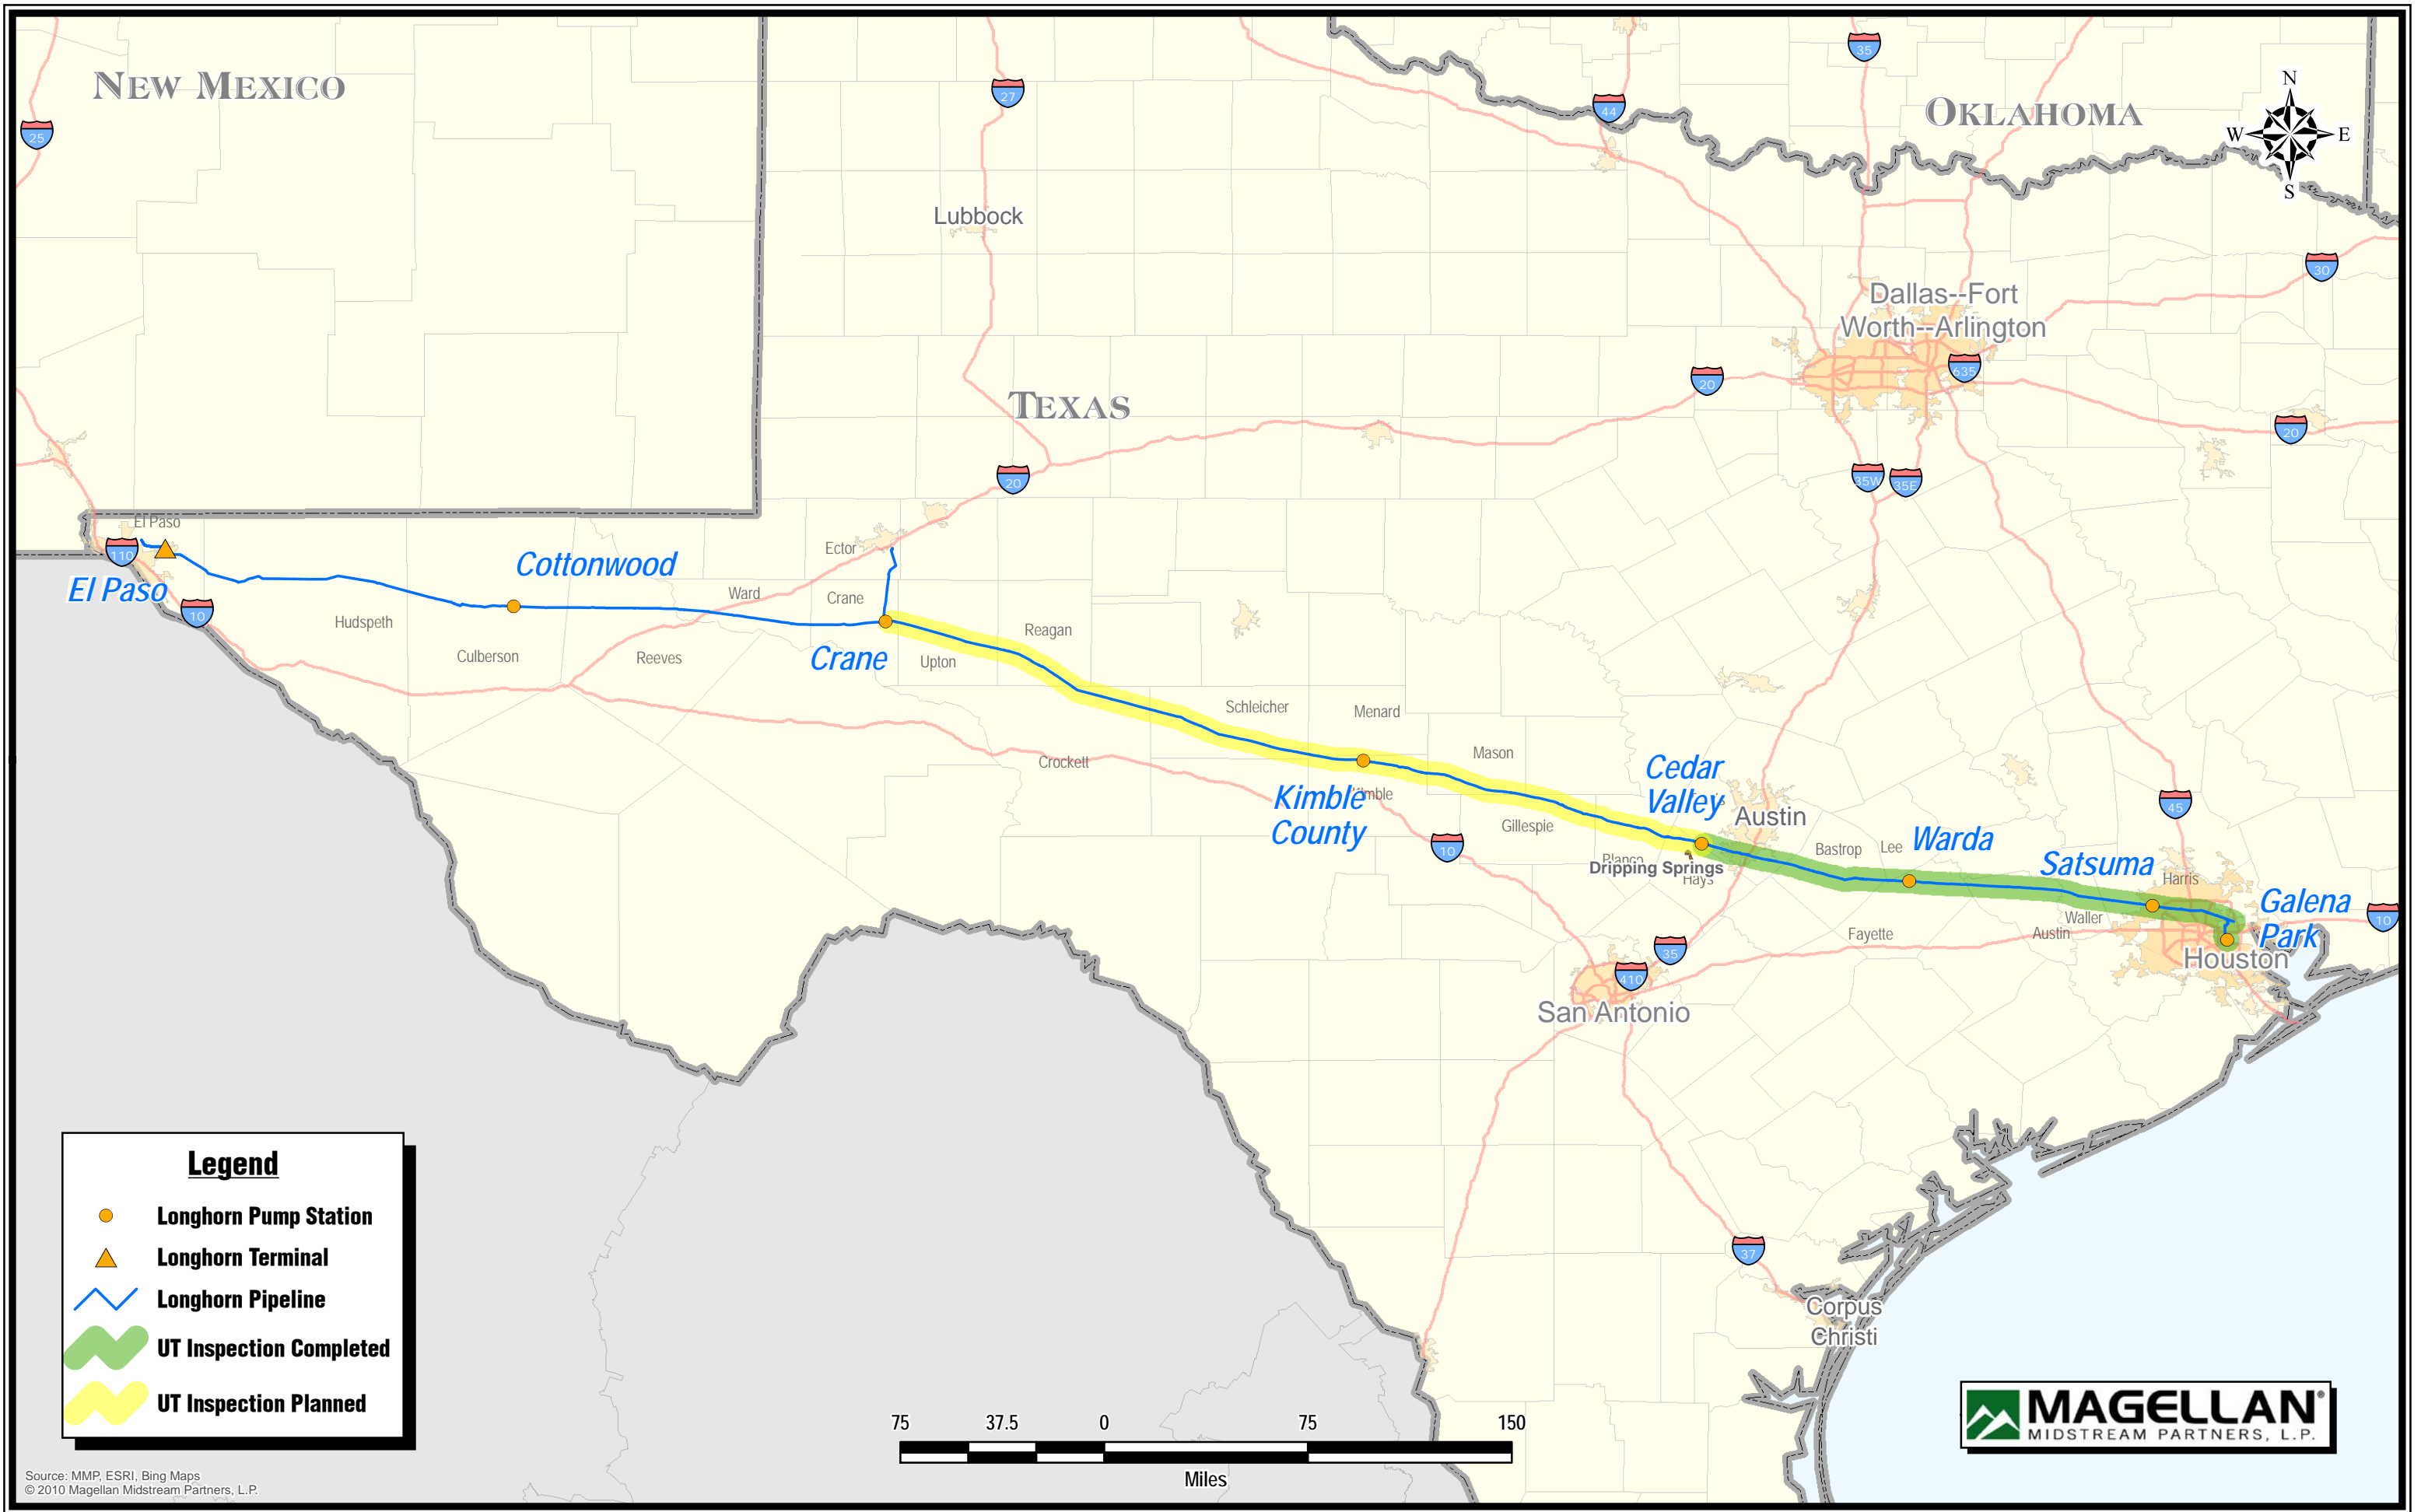 NEW MEXICO
OKLAHOMA
N
W
E
S
25
27
44
35
30
Lubbock
Dallas--Fort
Worth--Arlington
635
20
TEXAS
20
20
35W
35E
El Paso
110
El Paso
10
Cottonwood
Ector
Ward
Crane
Hudspeth
Culberson
Reeves
Crane
Upton
Reagan
Schleicher
Menard
Mason
Crockett
Kimble
County
Gillespie
10
Cedar
Valley
Austin
Dripping Springs
Hays
Bastrop
Lee
Warda
Satsuma
Harris
45
Galena
Park
10
Waller
Austin
Fayette
Houston
35
410
San Antonio
37
Corpus
Christi
Legend
Longhorn Pump Station
Longhorn Terminal
Longhorn Pipeline
UT Inspection Completed
UT Inspection Planned
75 37.5 0 75 150
Miles
MAGELLAN®
MIDSTREAM PARTNERS, L.P.
Source: MMP, ESRI, Bing Maps
© 2010 Magellan Midstream Partners, L.P.